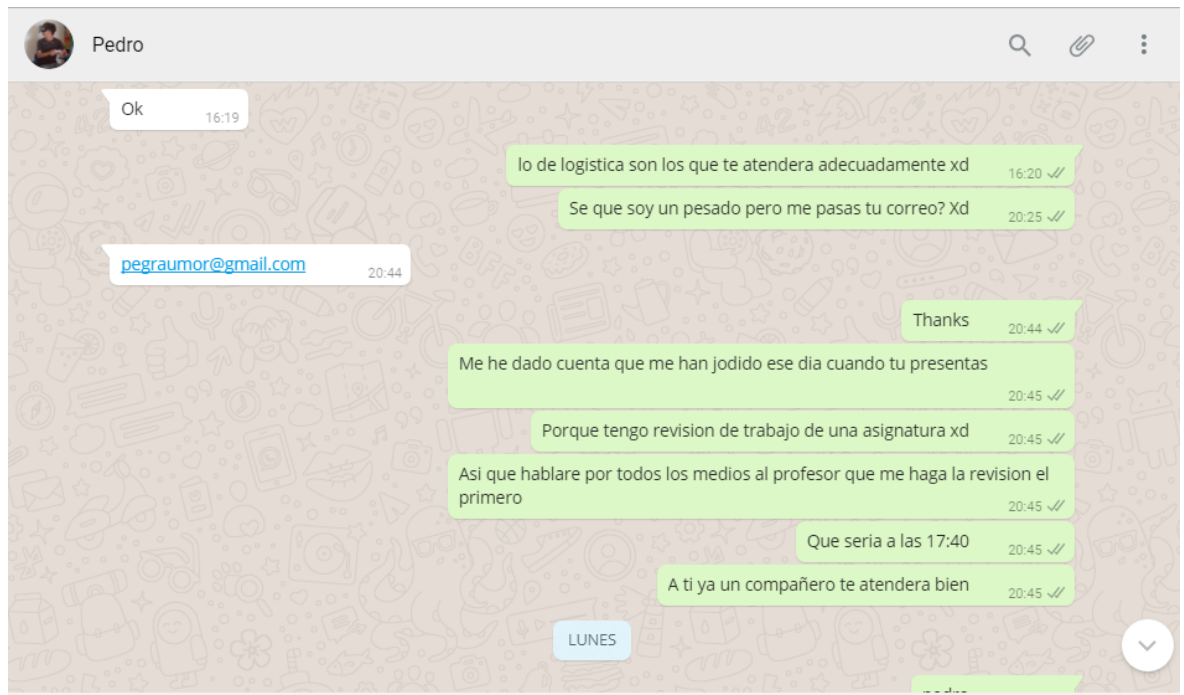 Pedro
Ok
16:19
lo de logistica son los que te atendera adecuadamente xd
16:20
Se que soy un pesado pero me pasas tu correo? Xd
20:25
pegraumor@gmail.com
20:44
Thanks
20:44
Me he dado cuenta que me han jodido ese dia cuando tu presentas
20:45
Porque tengo revision de trabajo de una asignatura xd
20:45
Asi que hablare por todos los medios al profesor que me haga la revision el
primero
20:45
Que seria a las 17:40
20:45
A ti ya un compañero te atendera bien
20:45
LUNES